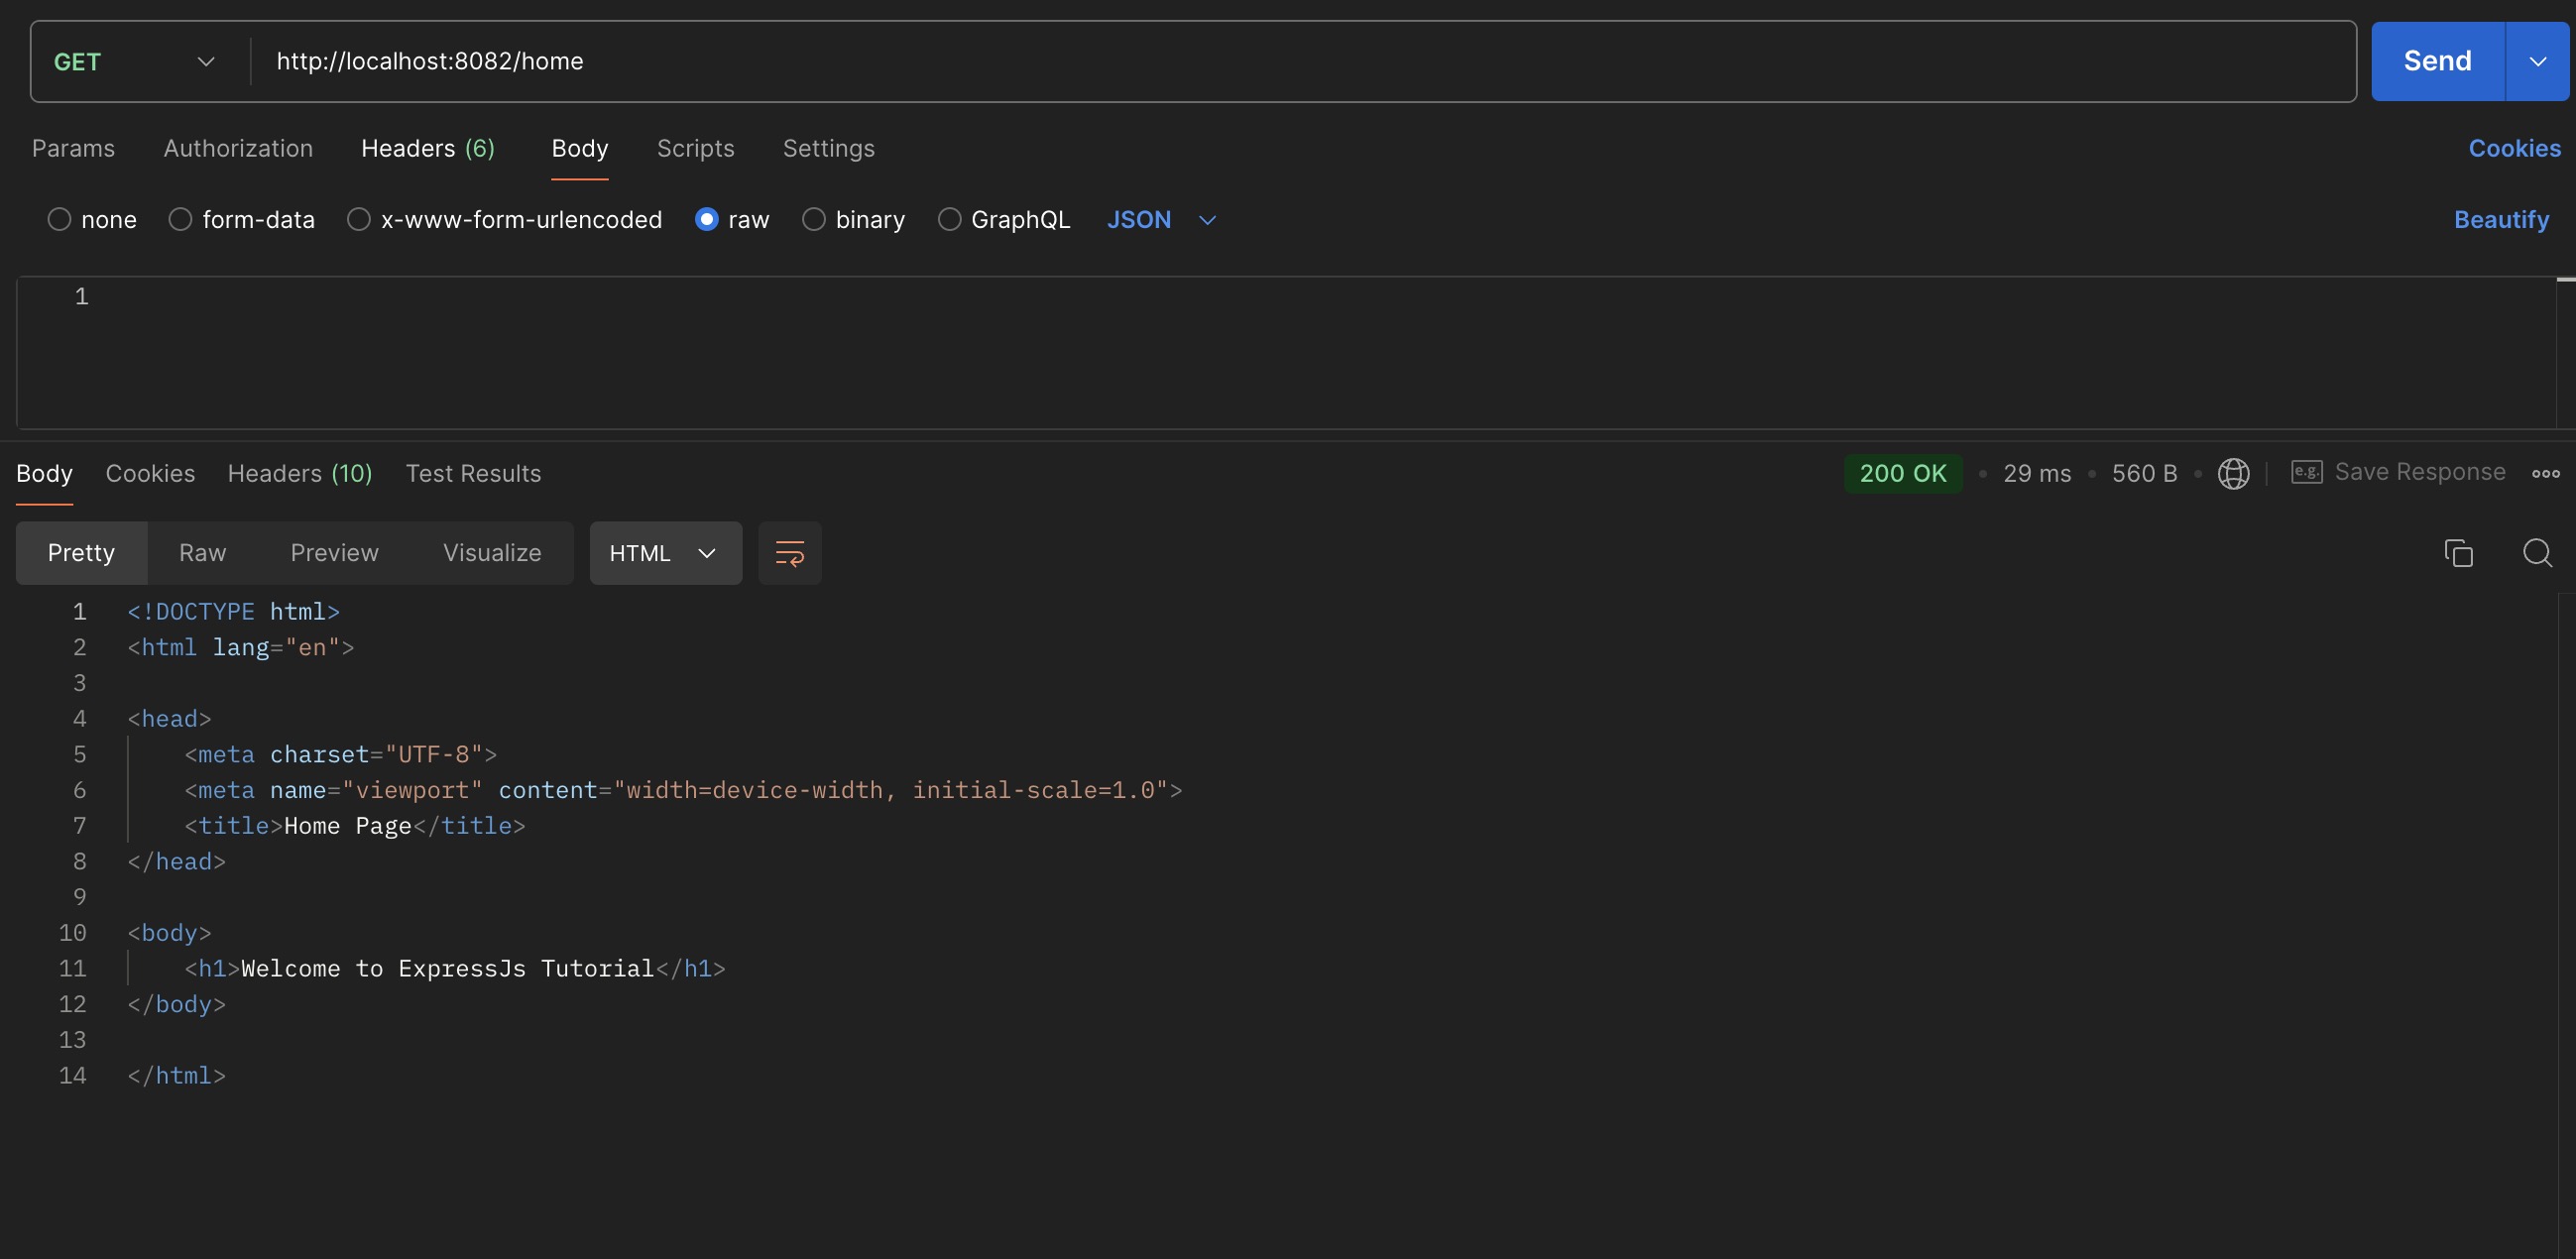 GET http://localhost:8082/home Send
Params Authorization Headers (6) Body Scripts Settings Cookies
none form-data x-www-form-urlencoded raw binary GraphQL JSON Beautify
1
Body Cookies Headers (10) Test Results 200 OK 29 ms 560 B e.g. Save Response
Pretty Raw Preview Visualize HTML
1 <!DOCTYPE html>
2 <html lang="en">
3
4 <head>
5 <meta charset="UTF-8">
6 <meta name="viewport" content="width=device-width, initial-scale=1.0">
7 <title>Home Page</title>
8 </head>
9
10 <body>
11 <h1>Welcome to ExpressJs Tutorial</h1>
12 </body>
13
14 </html>